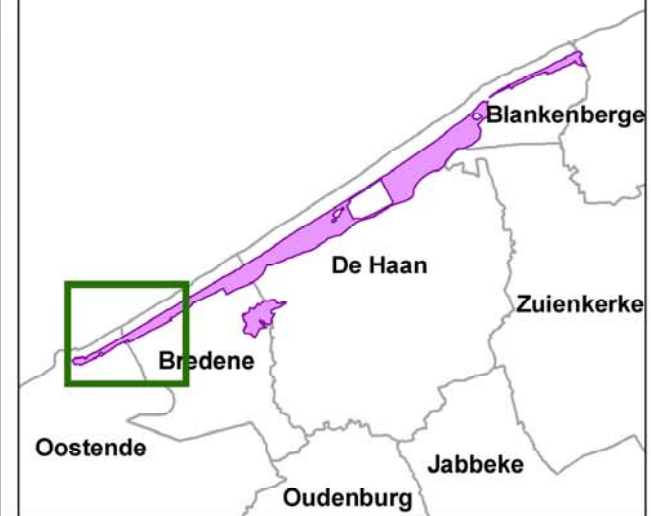 Blankenberge
De Haan
Zuienkerke
Bredene
Oostende
Jabbeke
Oudenburg